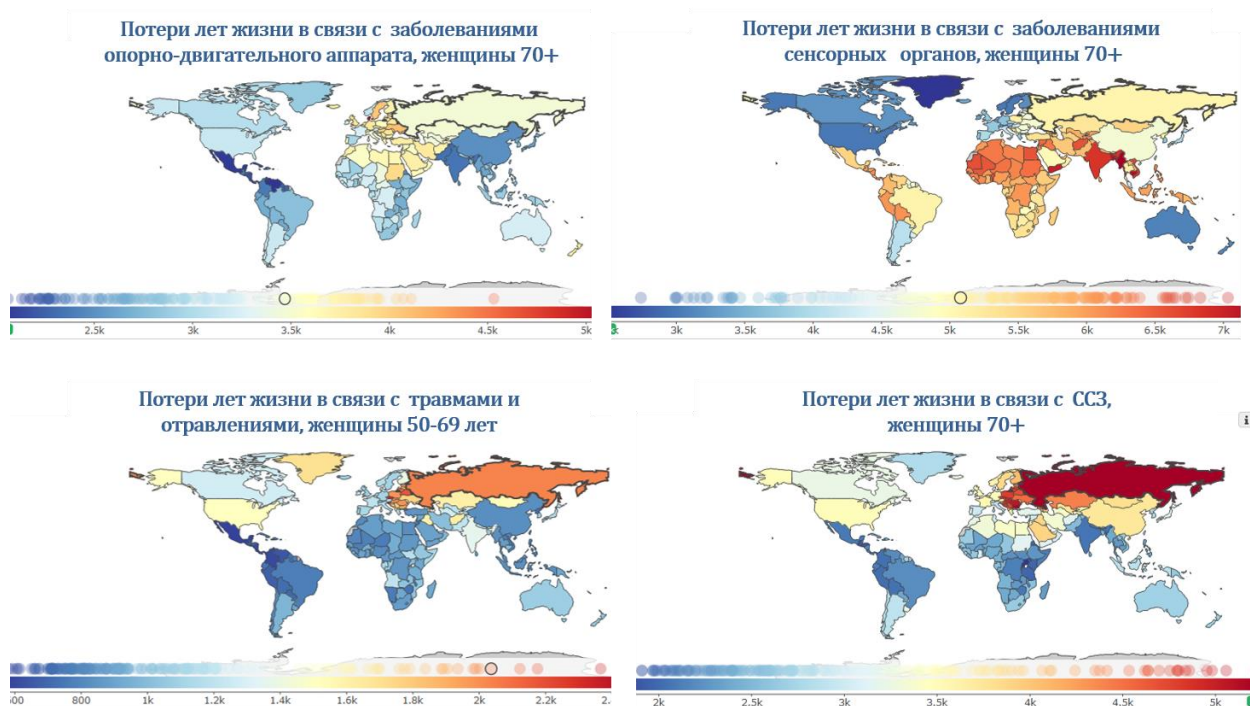 Потери лет жизни в связи с заболеваниями
опорно-двигательного аппарата, женщины 70+
2.5k 3k 3.5k 4k 4.5k 5k
Потери лет жизни в связи с заболеваниями
сенсорных органов, женщины 70+
3k 3.5k 4k 4.5k 5k 5.5k 6k 6.5k 7k
Потери лет жизни в связи с травмами и
отравлениями, женщины 50-69 лет
800 1k 1.2k 1.4k 1.6k 1.8k 2k 2.2k
Потери лет жизни в связи с ССЗ,
женщины 70+
i
2k 2.5k 3k 3.5k 4k 4.5k 5k